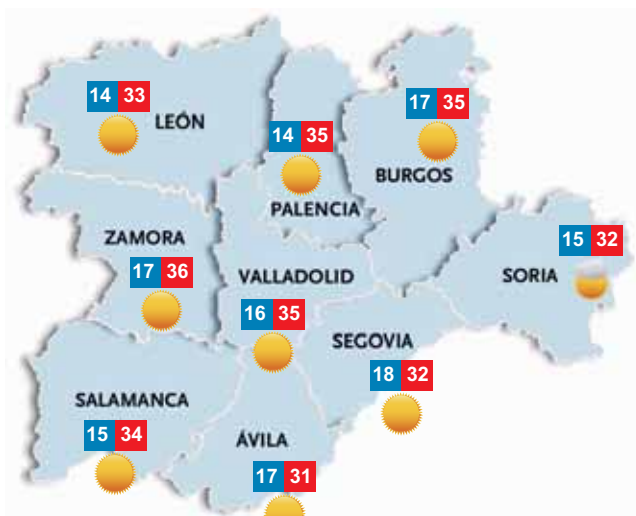 14 33
LEÓN
17 35
BURGOS
14 35
PALENCIA
ZAMORA
17 36
15 32
SORIA
VALLADOLID
16 35
SEGOVIA
18 32
SALAMANCA
15 34
ÁVILA
17 31